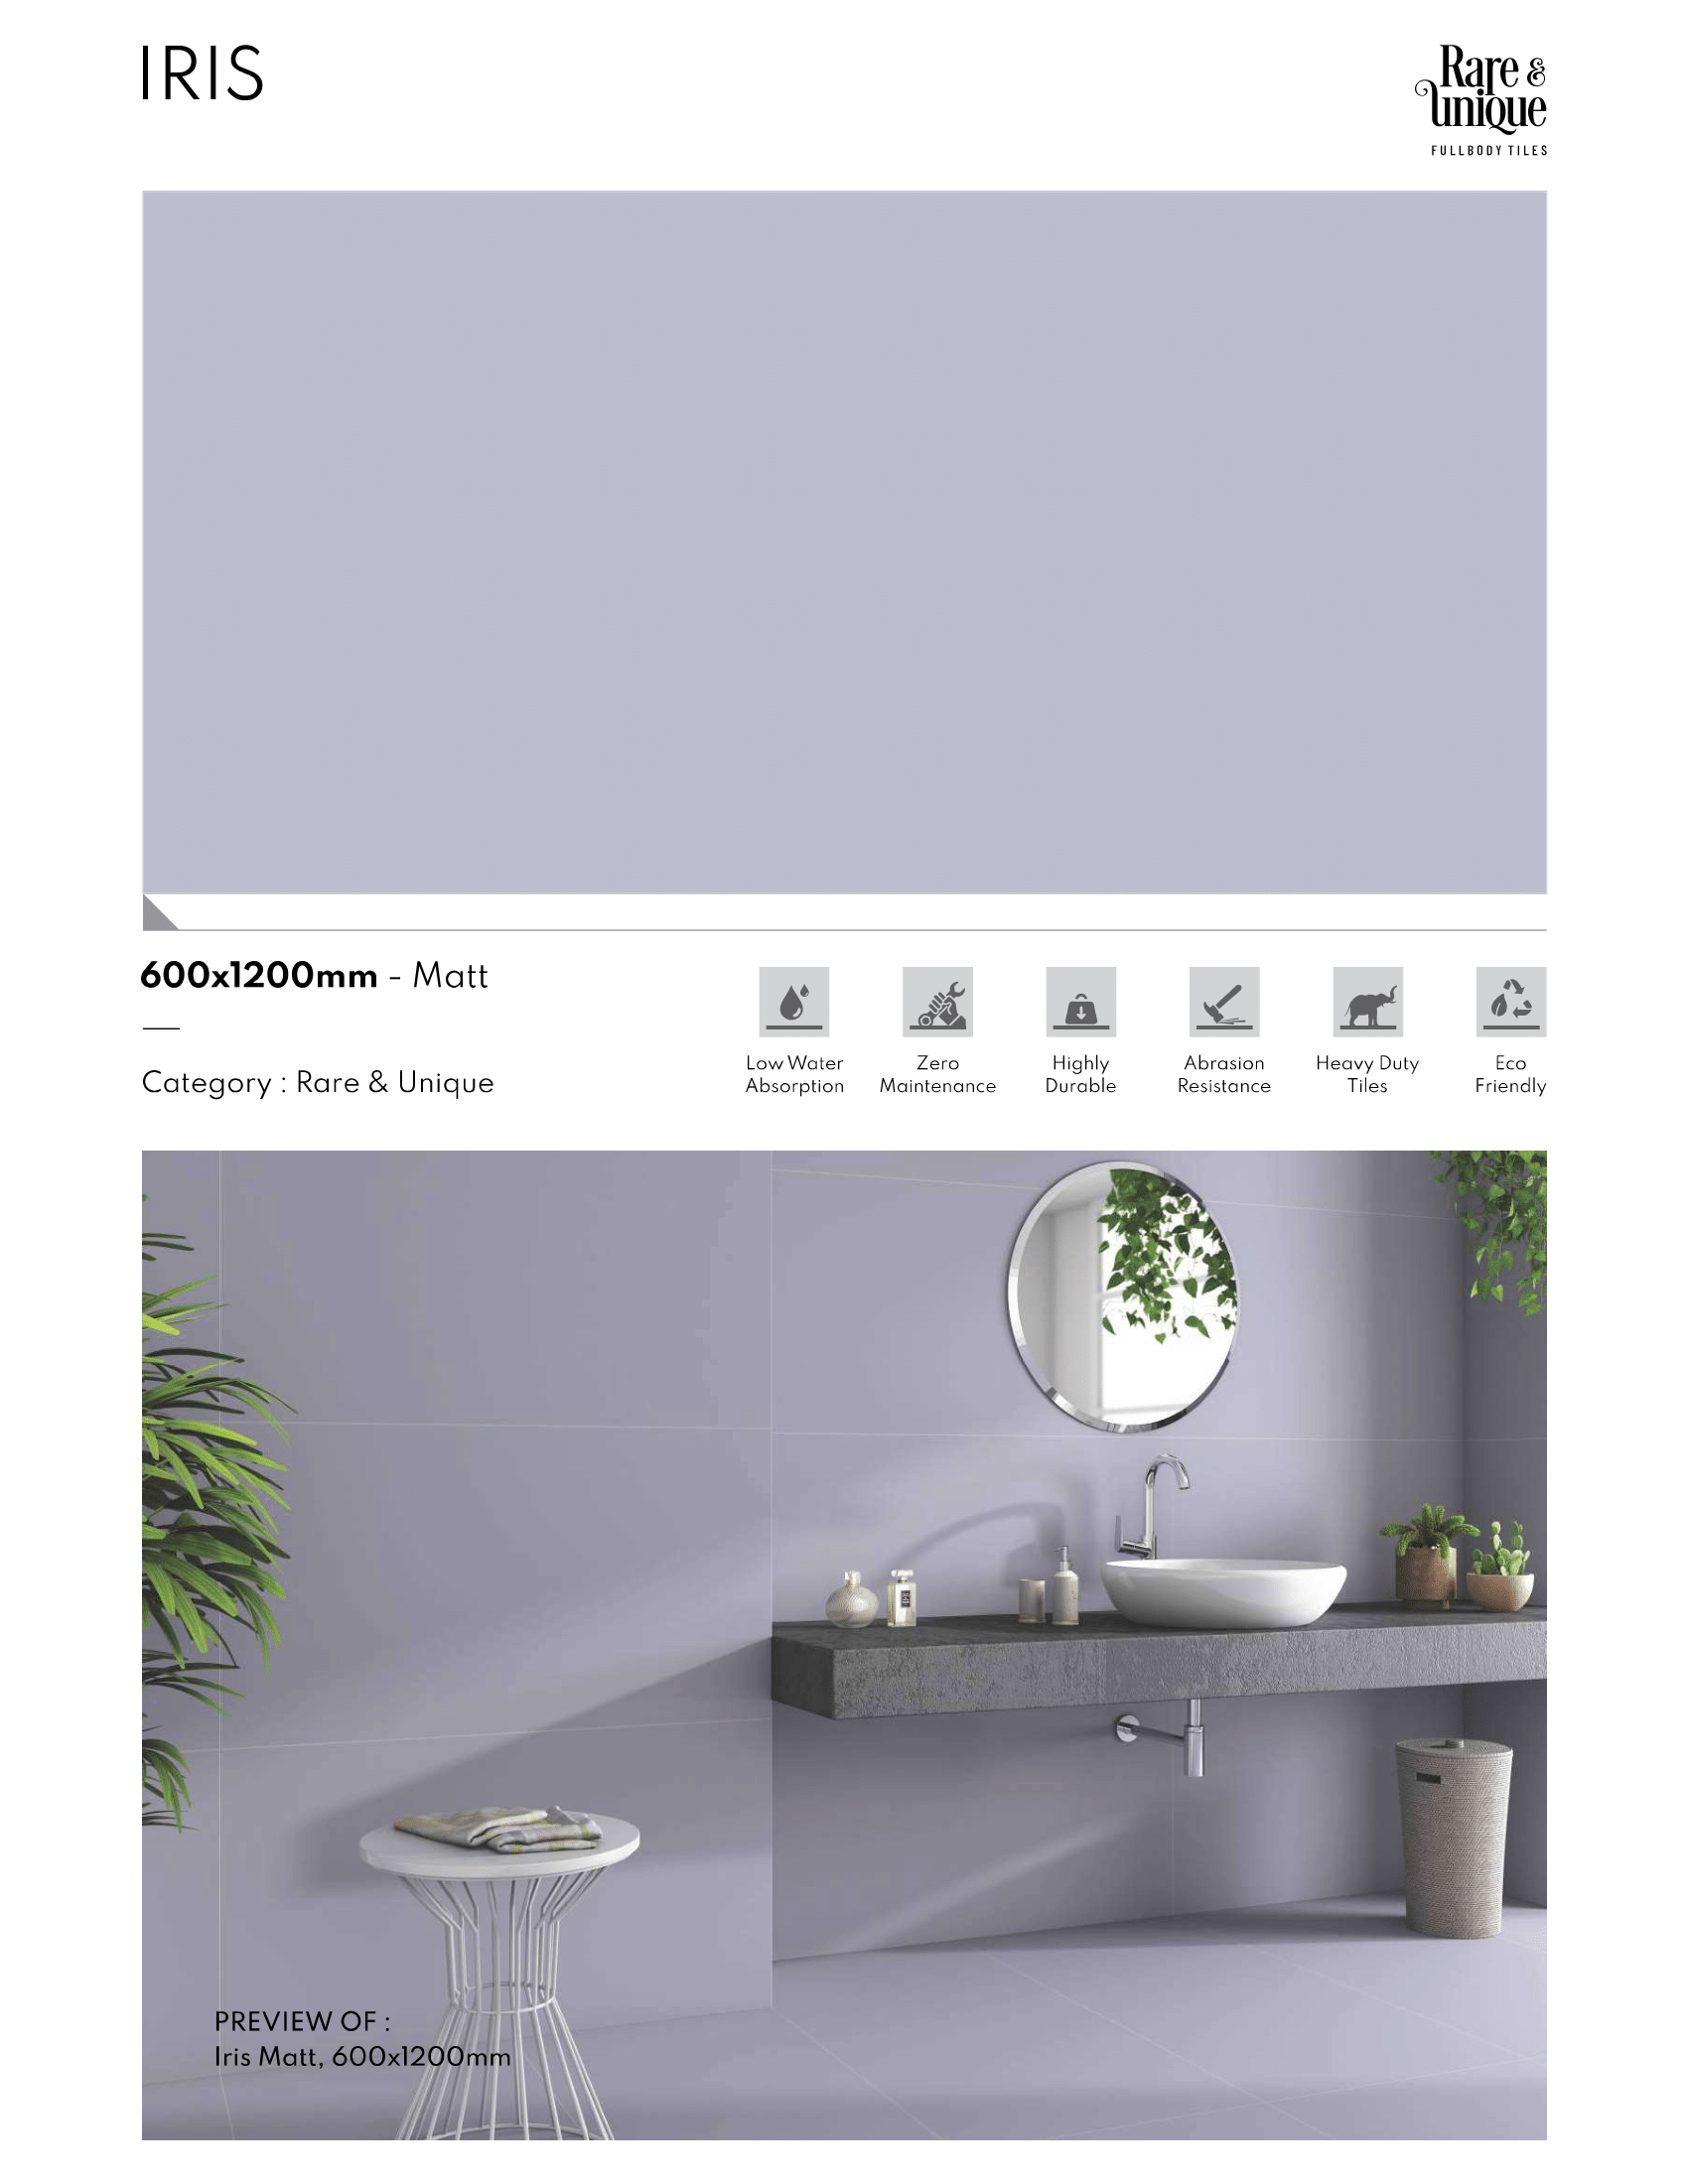 IRIS
Rare &
unique
FULLBODY TILES
600x1200mm - Matt
Category : Rare & Unique
Low Water
Absorption
Zero
Maintenance
Highly
Durable
Abrasion
Resistance
Heavy Duty
Tiles
Eco
Friendly
PREVIEW OF :
Iris Matt, 600x1200mm